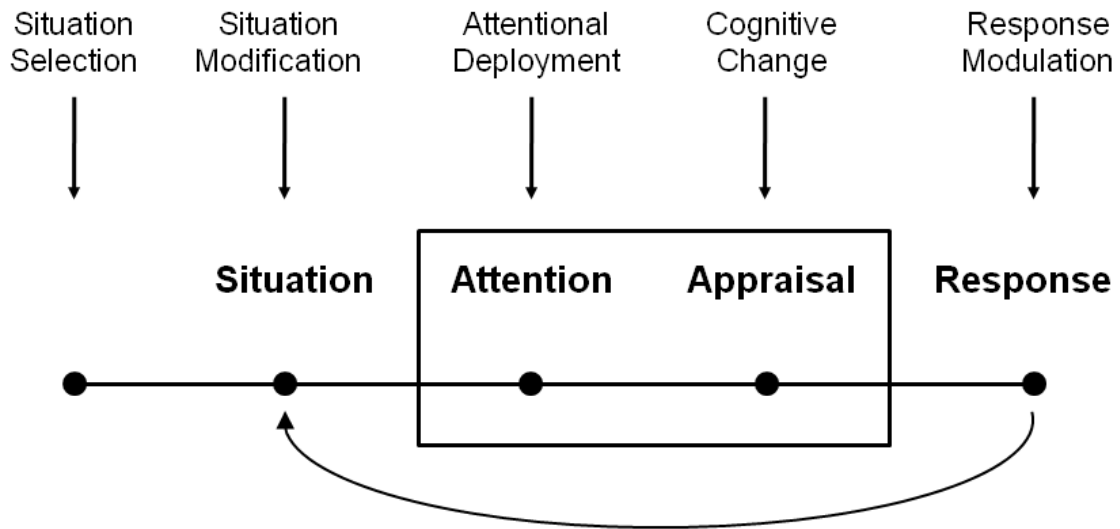 Situation
Selection
Situation
Modification
Attentional
Deployment
Cognitive
Change
Response
Modulation
Situation
Attention
Appraisal
Response